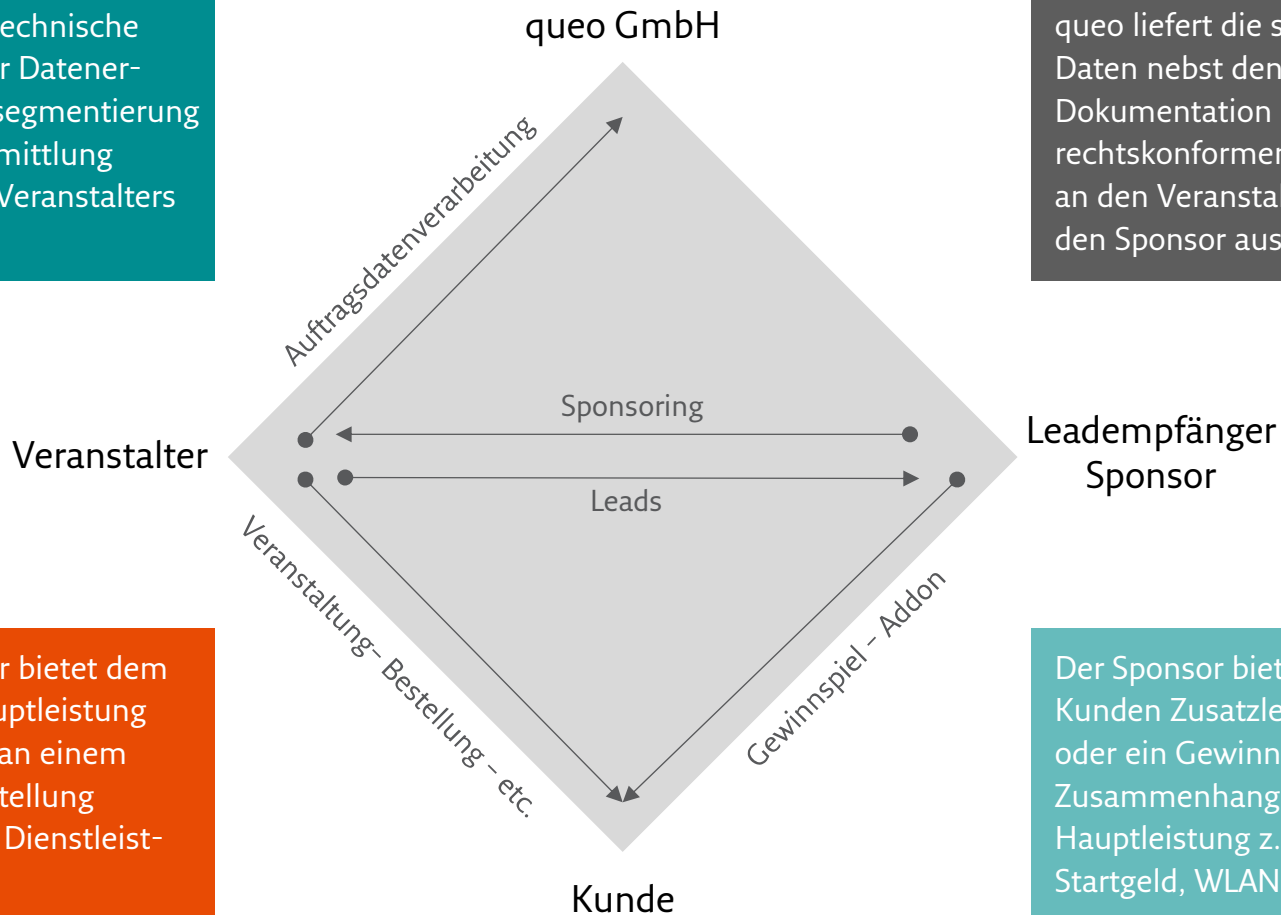 queo GmbH
echnische
r Datener-
segmentierung
mittlung
Veranstalters
queo liefert die s
Daten nebst den
Dokumentation
rechtskonformen
an den Veranstal
den Sponsor aus
Auftragsdatenverarbeitung
Sponsoring
Veranstalter
Leadempfänger
Sponsor
Leads
Veranstaltung– Bestellung – etc.
Gewinnspiel – Addon
r bietet dem
uptleistung
an einem
tellung
Dienstleist-
Der Sponsor biet
Kunden Zusatzle
oder ein Gewinn
Zusammenhang
Hauptleistung z.
Startgeld, WLAN
Kunde